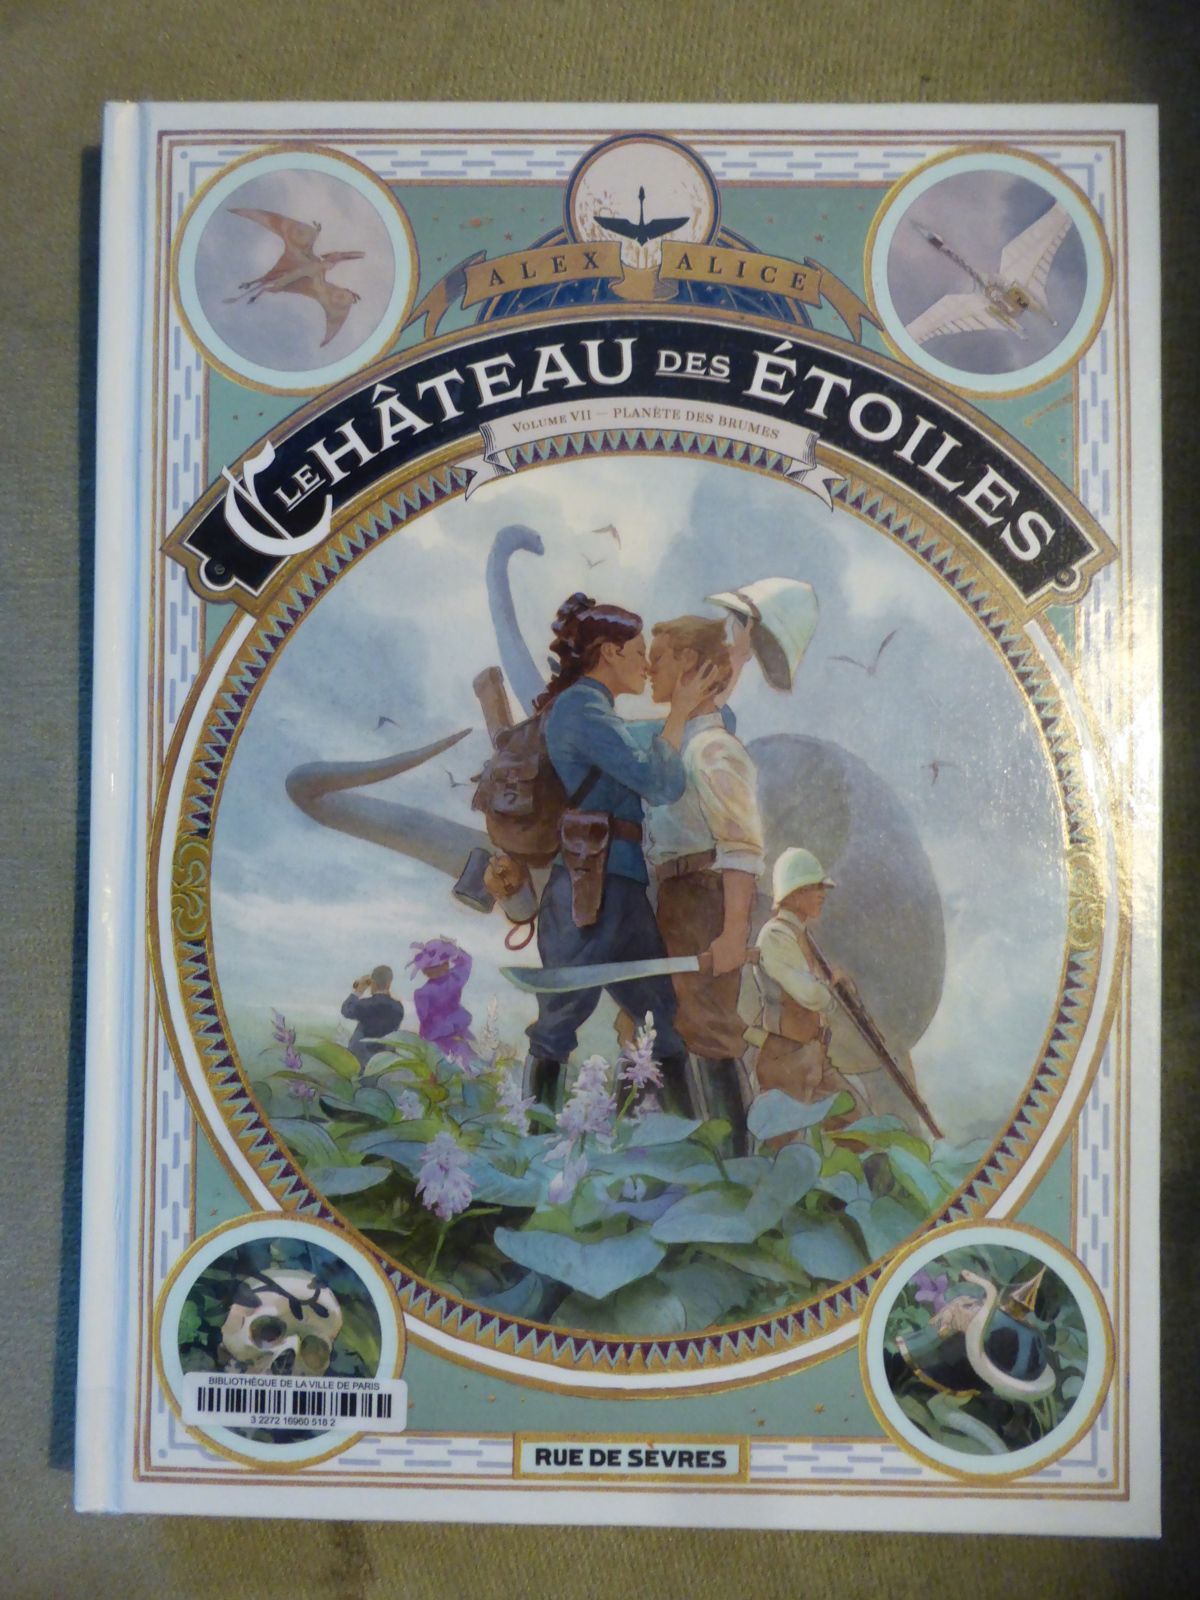 ALEX ALICE
LE CHÂTEAU DES ÉTOILES
VOLUME VII – PLANÈTE DES BRUMES
BIBLIOTHÈQUE DE LA VILLE DE PARIS
3 2272 16960 518 2
RUE DE SÈVRES